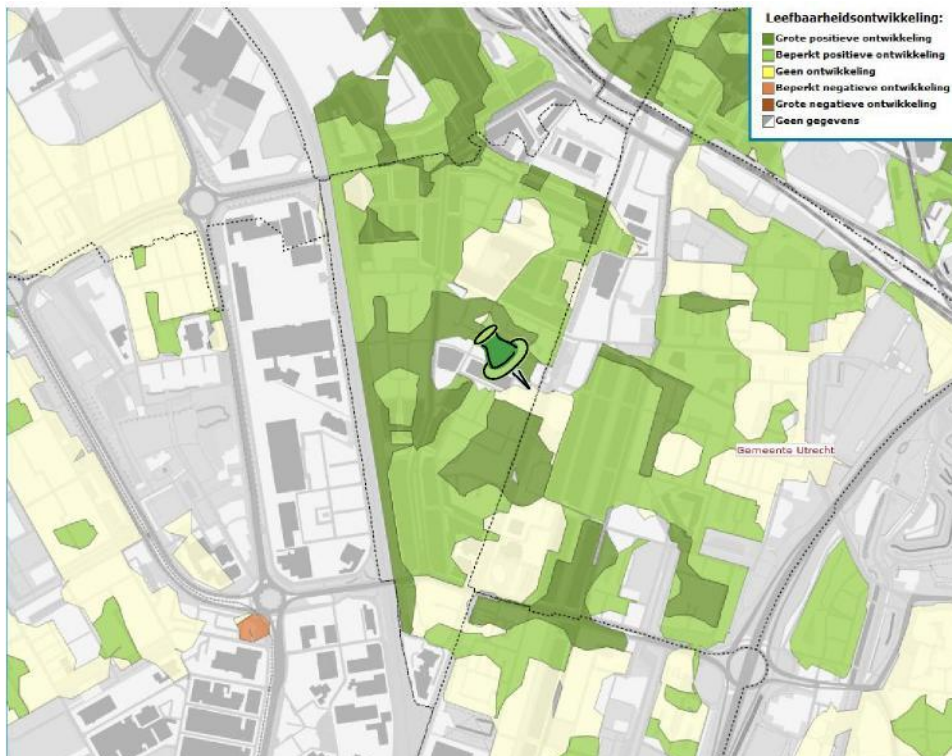 Leefbaarheidsontwikkeling:
Grote positieve ontwikkeling
Beperkt positieve ontwikkeling
Geen ontwikkeling
Beperkt negatieve ontwikkeling
Grote negatieve ontwikkeling
Geen gegevens
Gemeente Utrecht